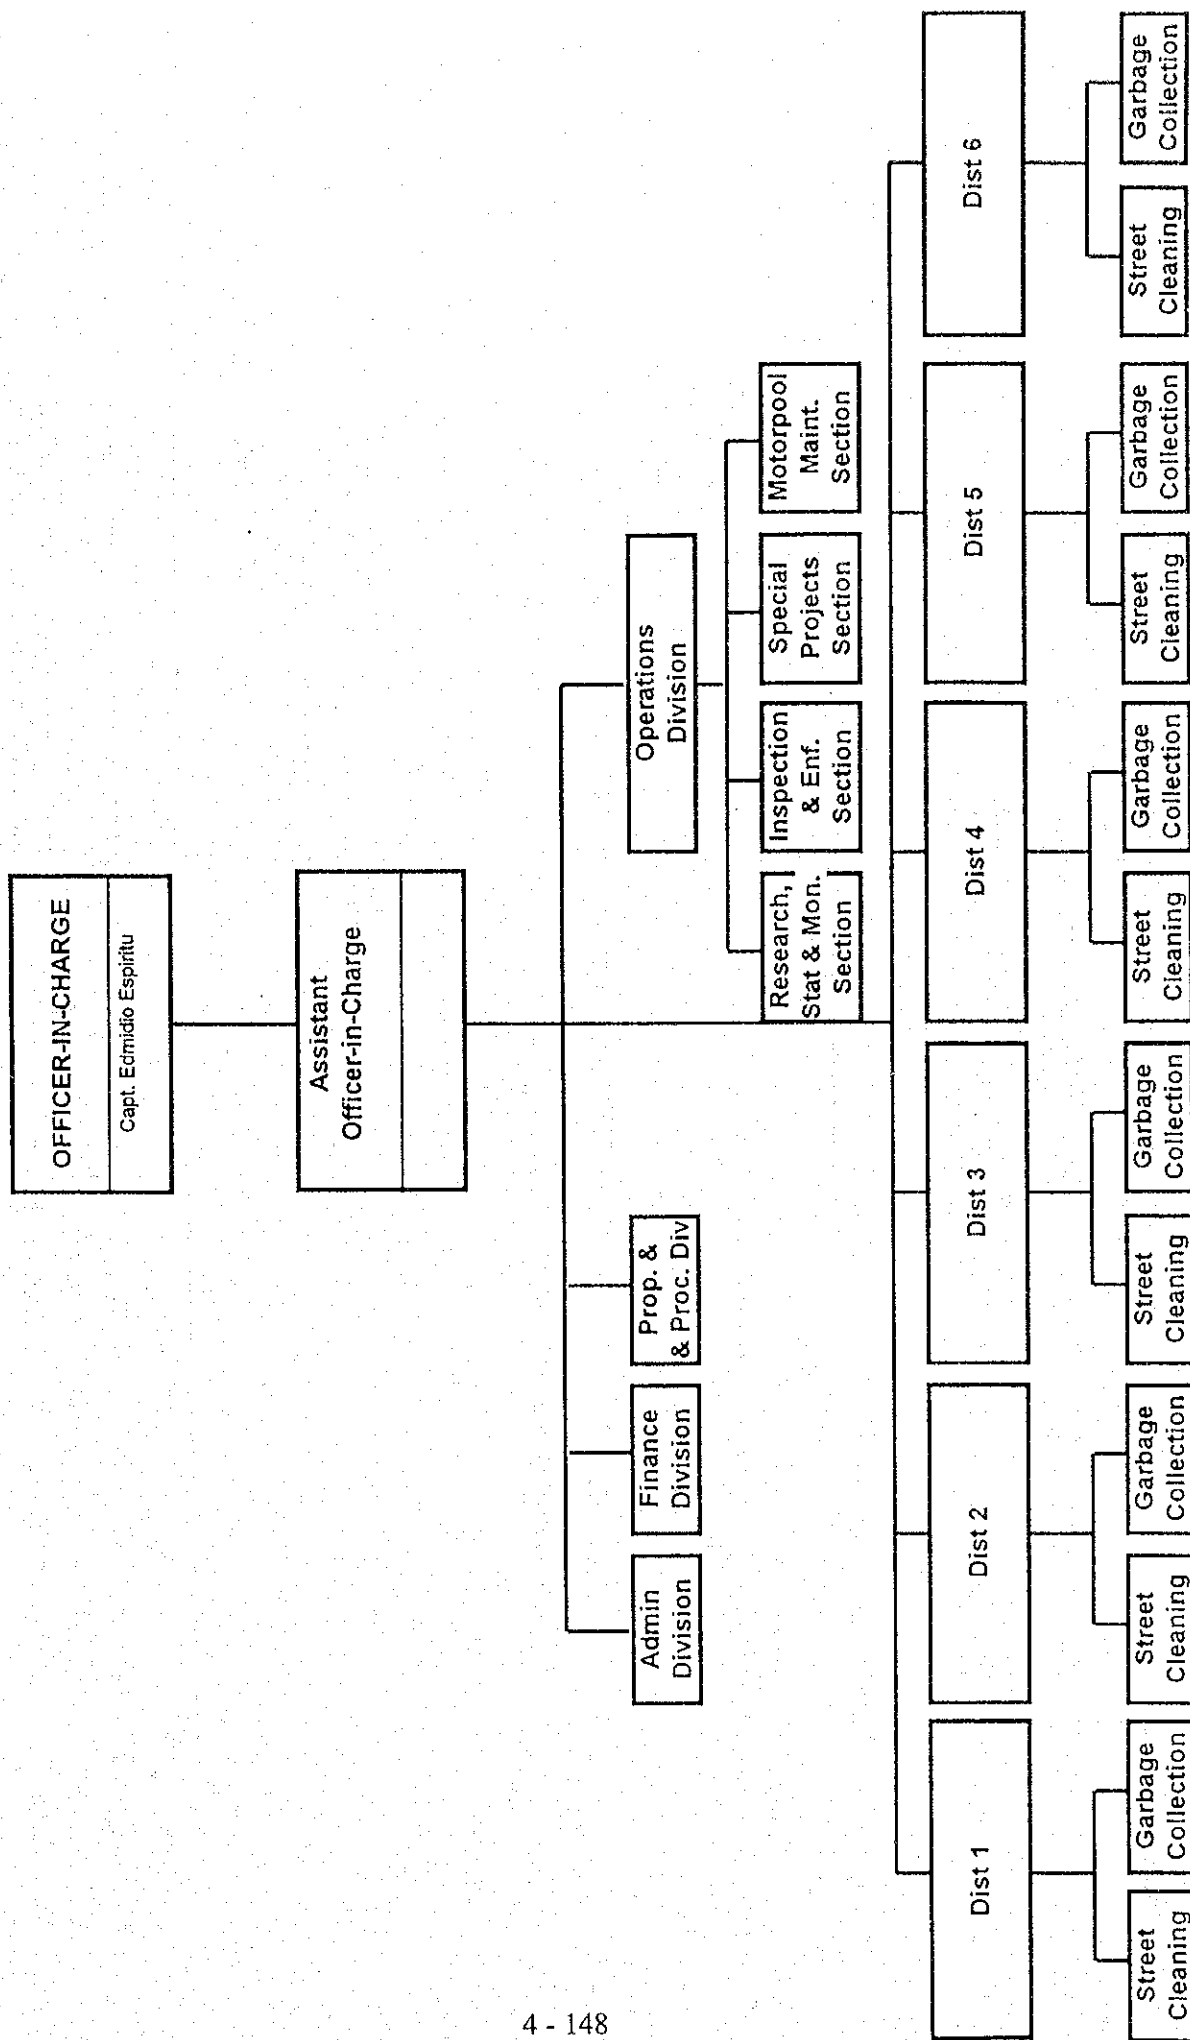 OFFICER-IN-CHARGE
Capt. Edmidio Espiritu
Assistant
Officer-in-Charge
Admin
Division
Finance
Division
Prop. &
& Proc. Div
Operations
Division
Research,
Stat & Mon.
Section
Inspection
& Enf.
Section
Special
Projects
Section
Motorpool
Maint.
Section
Dist 1
Dist 2
Dist 3
Dist 4
Dist 5
Dist 6
Street
Cleaning
Garbage
Collection
Street
Cleaning
Garbage
Collection
Street
Cleaning
Garbage
Collection
Street
Cleaning
Garbage
Collection
Street
Cleaning
Garbage
Collection
Street
Cleaning
Garbage
Collection
4 - 148